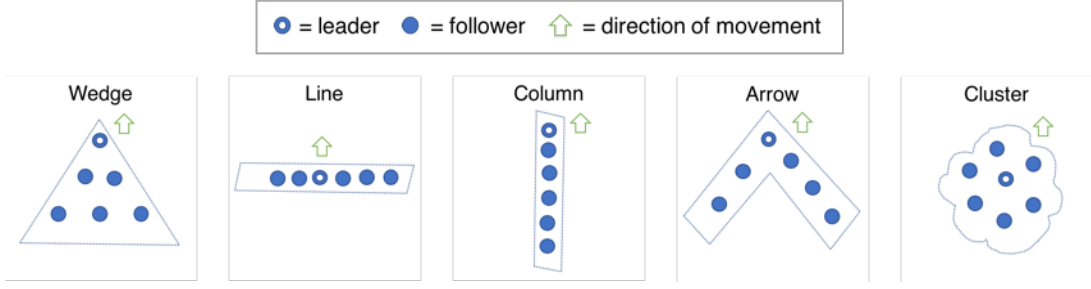 = leader = follower = direction of movement
Wedge
Line
Column
Arrow
Cluster